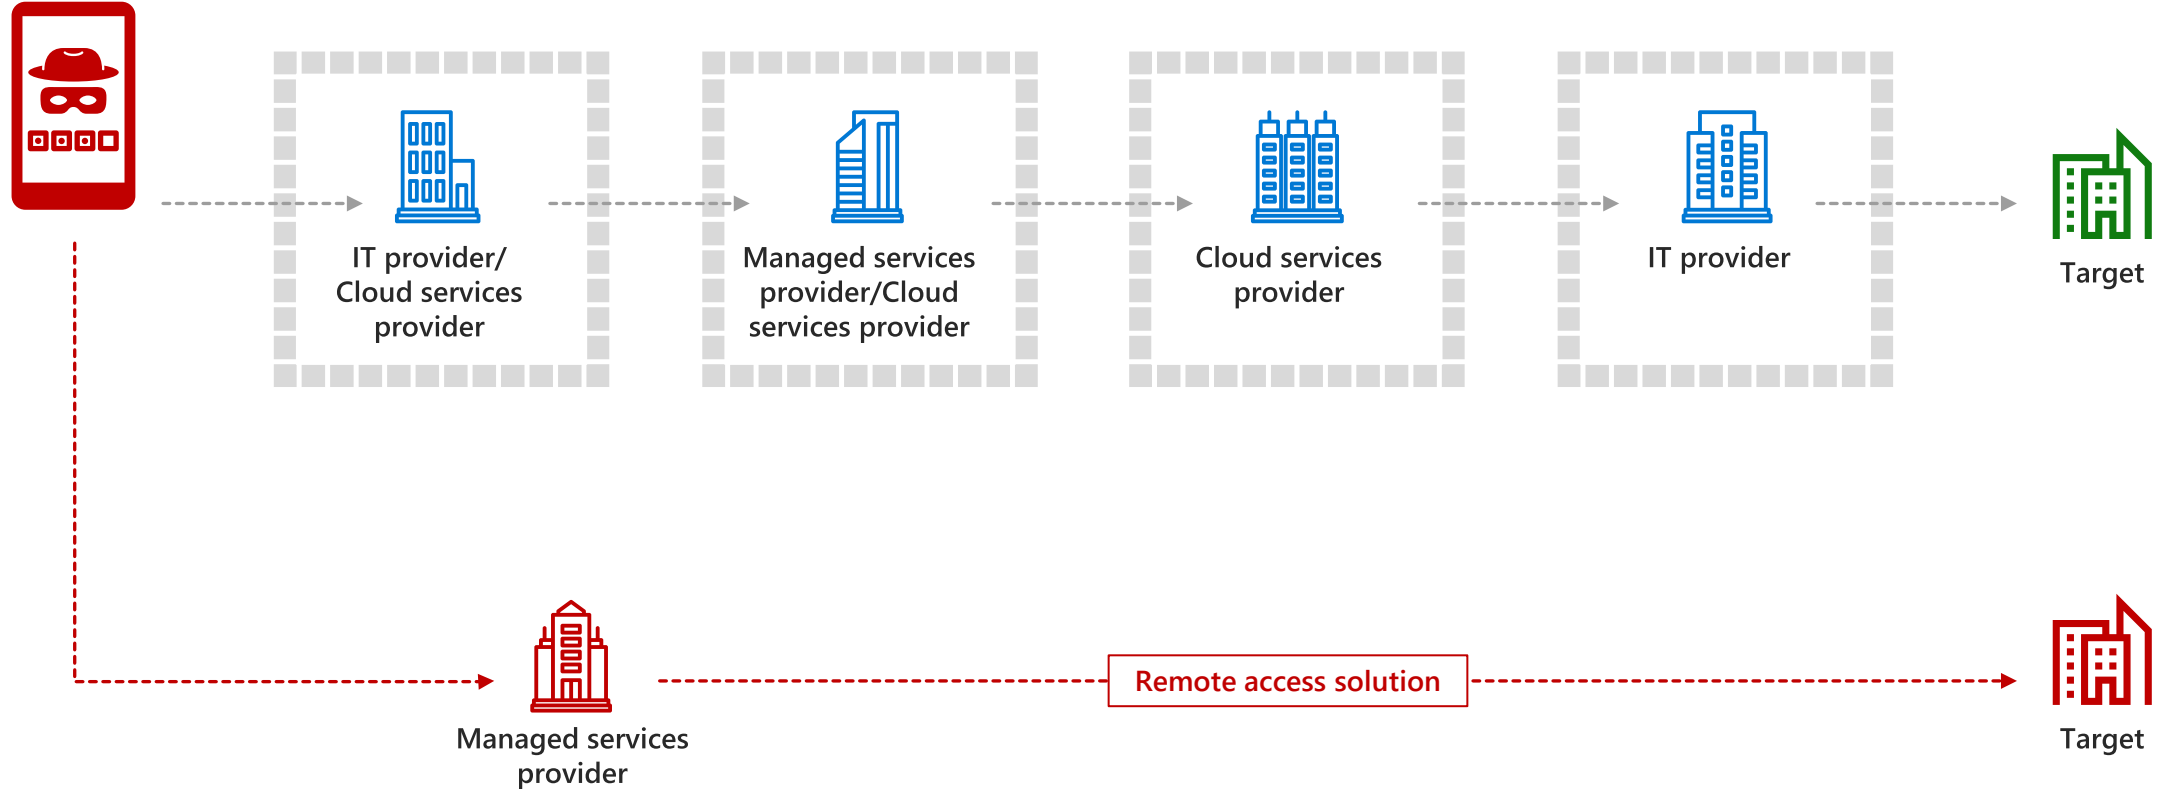 IT provider/
Cloud services
provider
Managed services
provider/Cloud
services provider
Cloud services
provider
IT provider
Target
Remote access solution
Managed services
provider
Target